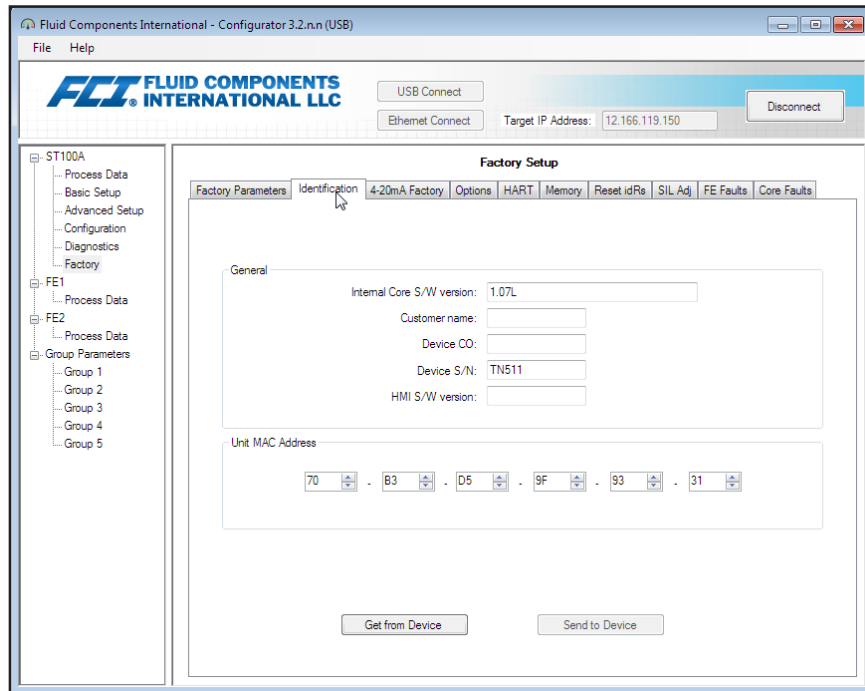 Fluid Components International - Configurator 3.2.n.n (USB)
File Help
FCI® FLUID COMPONENTS
INTERNATIONAL LLC
USB Connect
Ethernet Connect
Target IP Address: 12.166.119.150
Disconnect
ST100A
Process Data
Basic Setup
Advanced Setup
Configuration
Diagnostics
Factory
FE1
Process Data
FE2
Process Data
Group Parameters
Group 1
Group 2
Group 3
Group 4
Group 5
Factory Setup
Factory Parameters Identification 4-20mA Factory Options HART Memory Reset idRs SIL Adj FE Faults Core Faults
General
Internal Core S/W version: 1.07L
Customer name:
Device CO:
Device S/N: TN511
HMI S/W version:
Unit MAC Address
70 - B3 - D5 - 9F - 93 - 31
Get from Device Send to Device